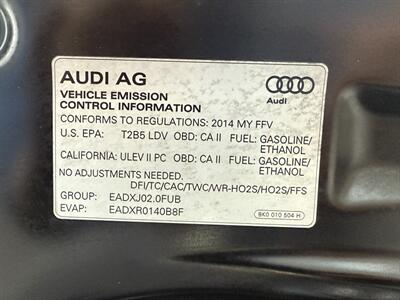 AUDI AG
Audi
VEHICLE EMISSION
CONTROL INFORMATION
CONFORMS TO REGULATIONS: 2014 MY FFV
U.S. EPA: T2B5 LDV OBD: CA II FUEL: GASOLINE/
ETHANOL
CALIFORNIA: ULEV II PC OBD: CA II FUEL: GASOLINE/
ETHANOL
NO ADJUSTMENTS NEEDED.
DFI/TC/CAC/TWC/WR-HO2S/HO2S/FFS
GROUP: EADXJ02.0FUB
EVAP: EADXR0140B8F
8K0 010 504 H